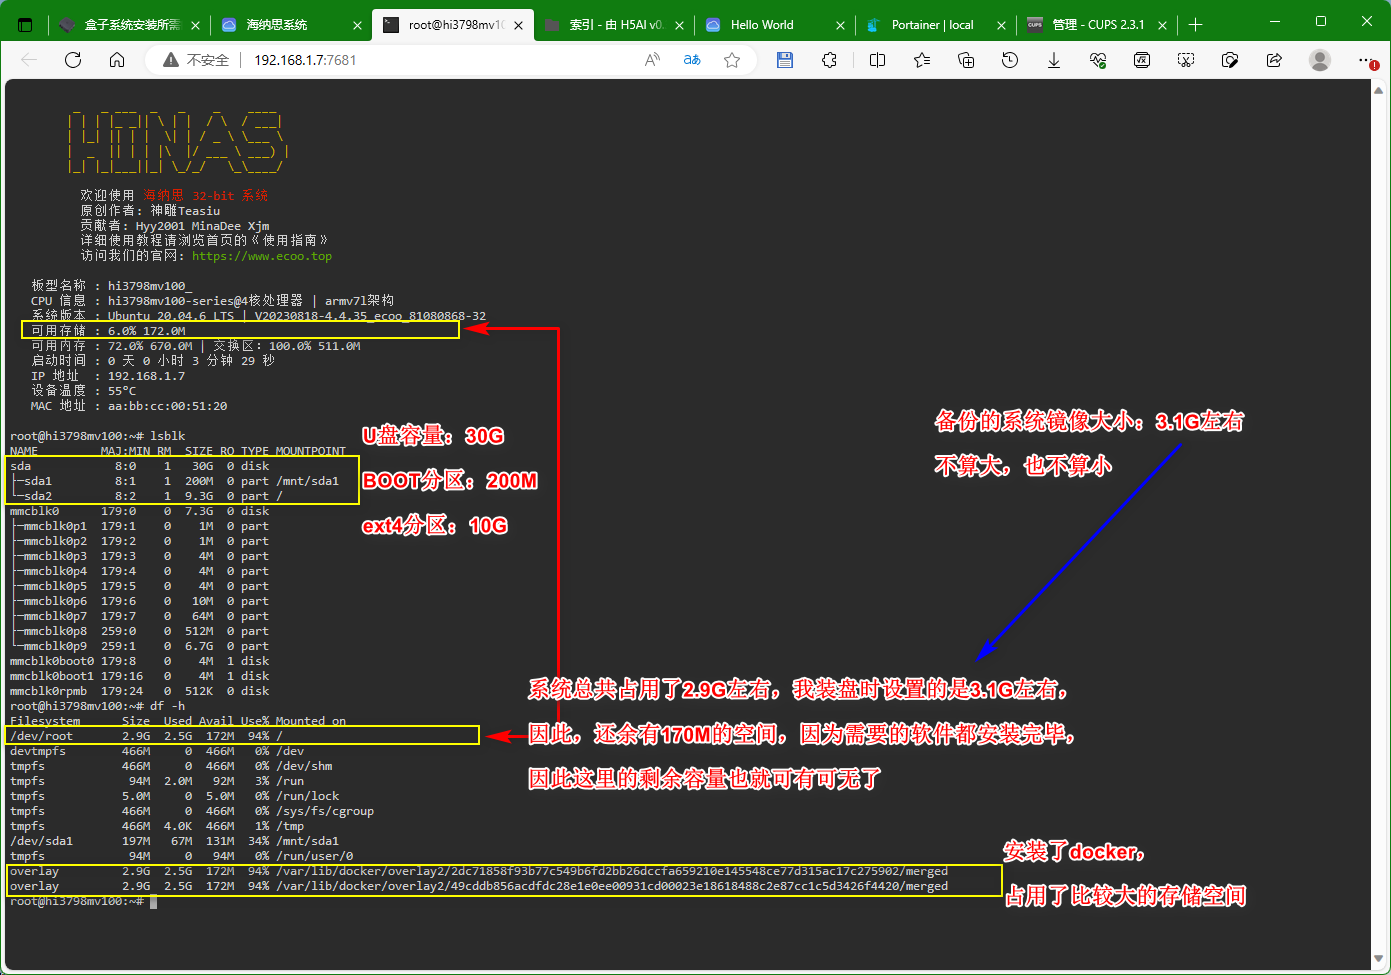 盒子系统安装所需
海纳思系统
root@hi3798mv10
索引 - 由 H5AI v0.
Hello World
Portainer | local
CUPS
管理 - CUPS 2.3.1
不安全
192.168.1.7:7681
HINAS
欢迎使用 海纳思 32-bit 系统
原创作者: 神雕Teasiu
贡献者: Hyy2001 MinaDee Xjm
详细使用教程请浏览首页的《使用指南》
访问我们的官网: https://www.ecoo.top
板型名称 : hi3798mv100_
CPU 信息 : hi3798mv100-series@4核处理器 | armv7l架构
系统版本 : Ubuntu 20.04.6 LTS | V20230818-4.4.35_ecoo_81080868-32
可用存储 : 6.0% 172.0M
可用内存 : 72.0% 670.0M | 交换区: 100.0% 511.0M
启动时间 : 0 天 0 小时 3 分钟 29 秒
IP 地址 : 192.168.1.7
设备温度 : 55°C
MAC 地址 : aa:bb:cc:00:51:20
root@hi3798mv100:~# lsblk
NAME MAJ:MIN RM SIZE RO TYPE MOUNTPOINT
sda 8:0 1 30G 0 disk
├─sda1 8:1 1 200M 0 part /mnt/sda1
└─sda2 8:2 1 9.3G 0 part /
mmcblk0 179:0 0 7.3G 0 disk
├─mmcblk0p1 179:1 0 1M 0 part
├─mmcblk0p2 179:2 0 1M 0 part
├─mmcblk0p3 179:3 0 4M 0 part
├─mmcblk0p4 179:4 0 4M 0 part
├─mmcblk0p5 179:5 0 4M 0 part
├─mmcblk0p6 179:6 0 10M 0 part
├─mmcblk0p7 179:7 0 64M 0 part
├─mmcblk0p8 259:0 0 512M 0 part
└─mmcblk0p9 259:1 0 6.7G 0 part
mmcblk0boot0 179:8 0 4M 1 disk
mmcblk0boot1 179:16 0 4M 1 disk
mmcblk0rpmb 179:24 0 512K 0 disk
root@hi3798mv100:~# df -h
Filesystem Size Used Avail Use% Mounted on
/dev/root 2.9G 2.5G 172M 94% /
devtmpfs 466M 0 466M 0% /dev
tmpfs 466M 0 466M 0% /dev/shm
tmpfs 94M 2.0M 92M 3% /run
tmpfs 5.0M 0 5.0M 0% /run/lock
tmpfs 466M 0 466M 0% /sys/fs/cgroup
tmpfs 466M 4.0K 466M 1% /tmp
/dev/sda1 197M 67M 131M 34% /mnt/sda1
tmpfs 94M 0 94M 0% /run/user/0
overlay 2.9G 2.5G 172M 94% /var/lib/docker/overlay2/2dc71858f93b77c549b6fd2bb26dccfa659210e145548ce77d315ac17c275902/merged
overlay 2.9G 2.5G 172M 94% /var/lib/docker/overlay2/49cddb856acdfdc28e1e0ee00931cd00023e18618488c2e87cc1c5d3426f4420/merged
root@hi3798mv100:~#
U盘容量：30G
BOOT分区：200M
ext4分区：10G
备份的系统镜像大小：3.1G左右
不算大，也不算小
系统总共占用了2.9G左右，我装盘时设置的是3.1G左右，
因此，还余有170M的空间，因为需要的软件都安装完毕，
因此这里的剩余容量也就可有可无了
安装了docker，
占用了比较大的存储空间